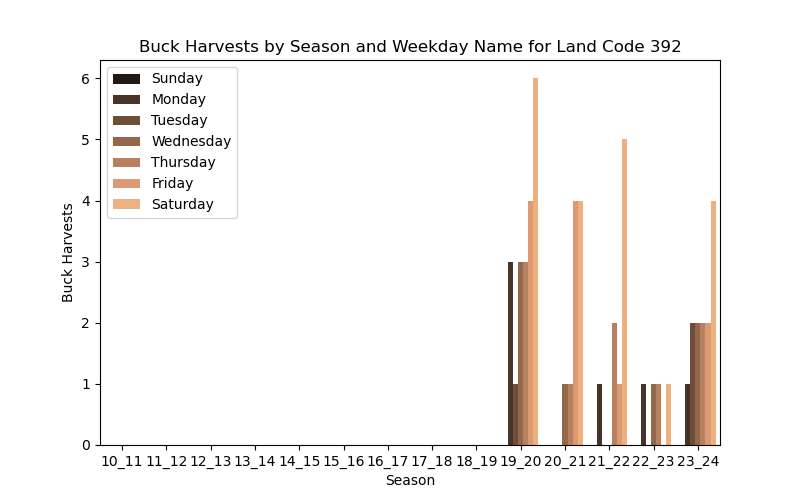 Buck Harvests by Season and Weekday Name for Land Code 392
Buck Harvests
6
5
4
3
2
1
0
Sunday
Monday
Tuesday
Wednesday
Thursday
Friday
Saturday
10_11 11_12 12_13 13_14 14_15 15_16 16_17 17_18 18_19 19_20 20_21 21_22 22_23 23_24
Season